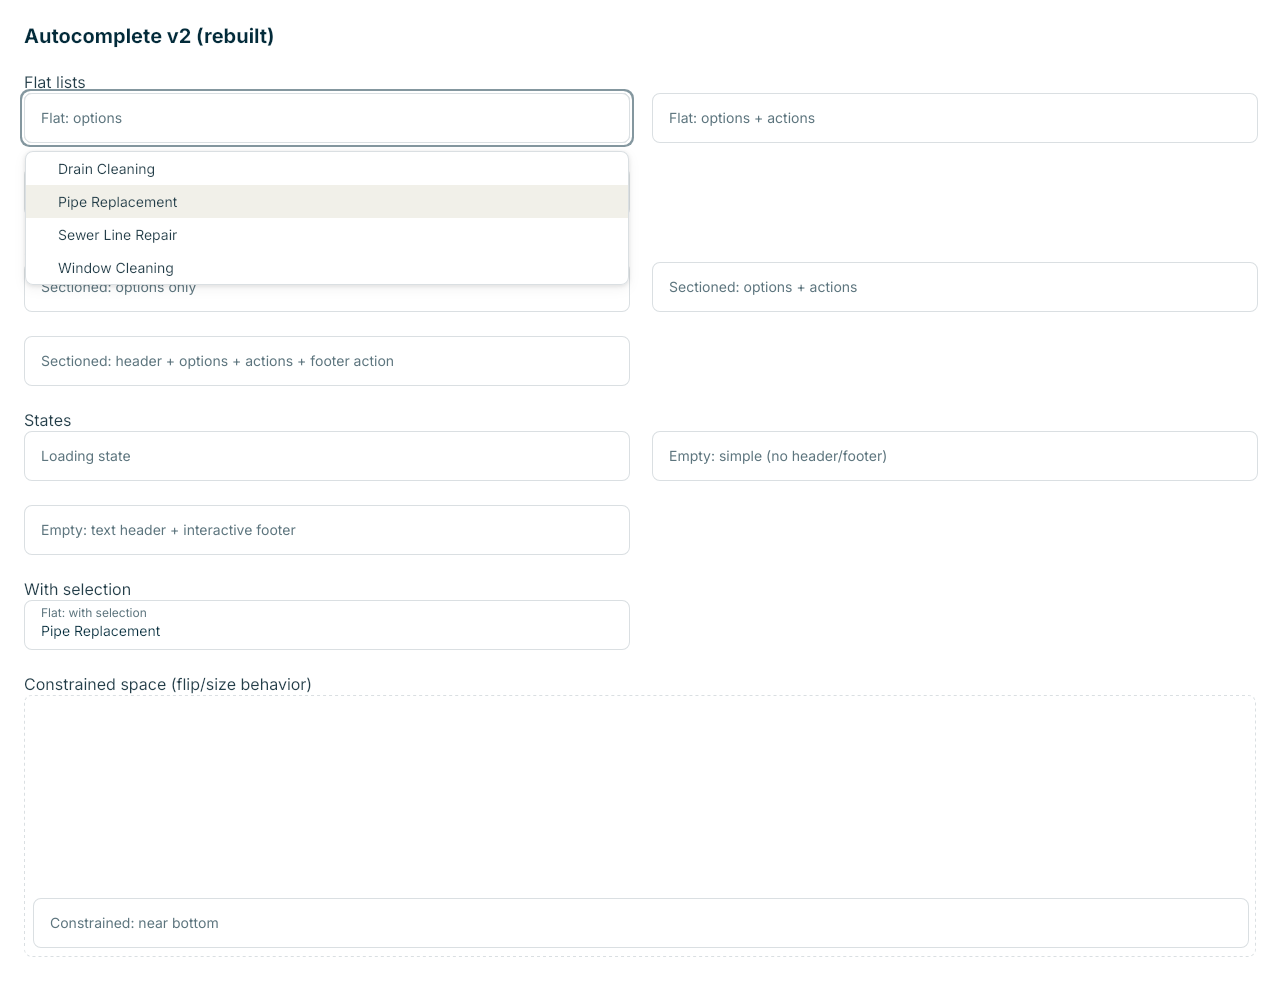 Autocomplete v2 (rebuilt)
Flat lists
Flat: options
Flat: options + actions
Drain Cleaning
Pipe Replacement
Sewer Line Repair
Window Cleaning
Sectioned: options only
Sectioned: options + actions
Sectioned: header + options + actions + footer action
States
Loading state
Empty: simple (no header/footer)
Empty: text header + interactive footer
With selection
Flat: with selection
Pipe Replacement
Constrained space (flip/size behavior)
Constrained: near bottom